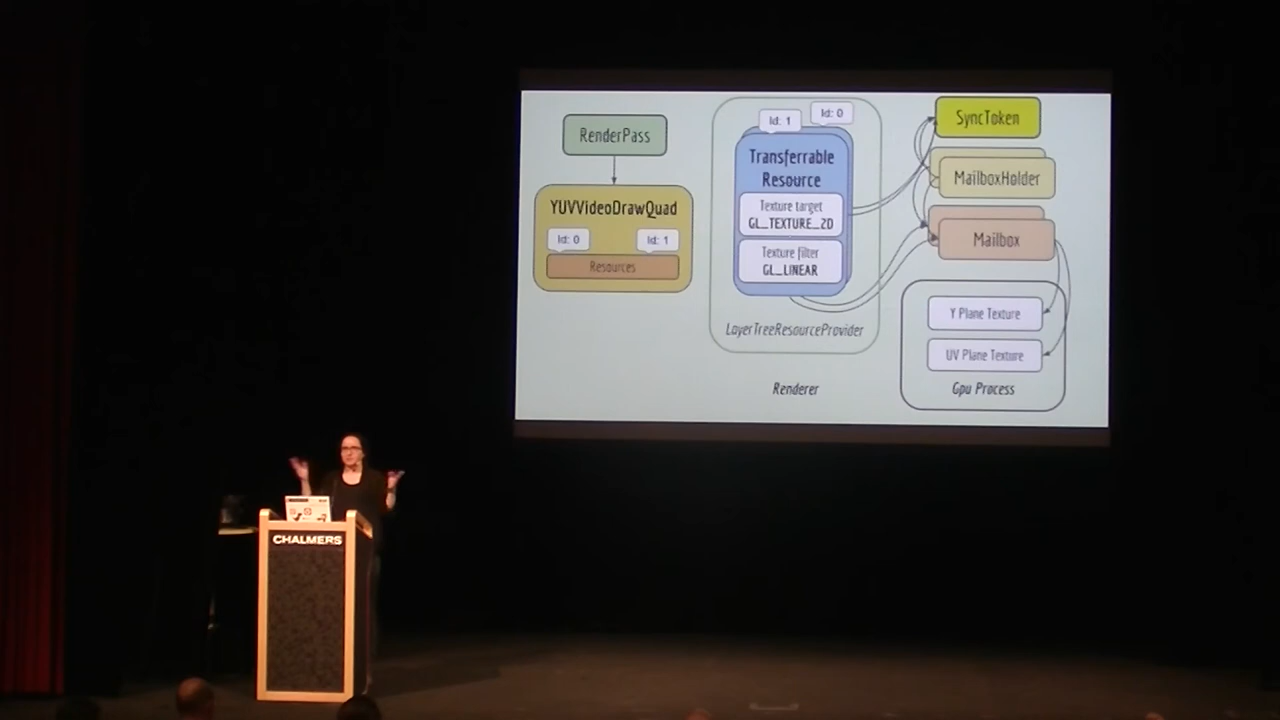 RenderPass
YUVVideoDrawQuad
Id: 0
Id: 1
Resources
Id: 1
Id: 0
Transferrable
Resource
Texture target
GL_TEXTURE_2D
Texture filter
GL_LINEAR
LayerTreeResourceProvider
Renderer
SyncToken
MailboxHolder
Mailbox
Y Plane Texture
UV Plane Texture
Gpu Process
CHALMERS